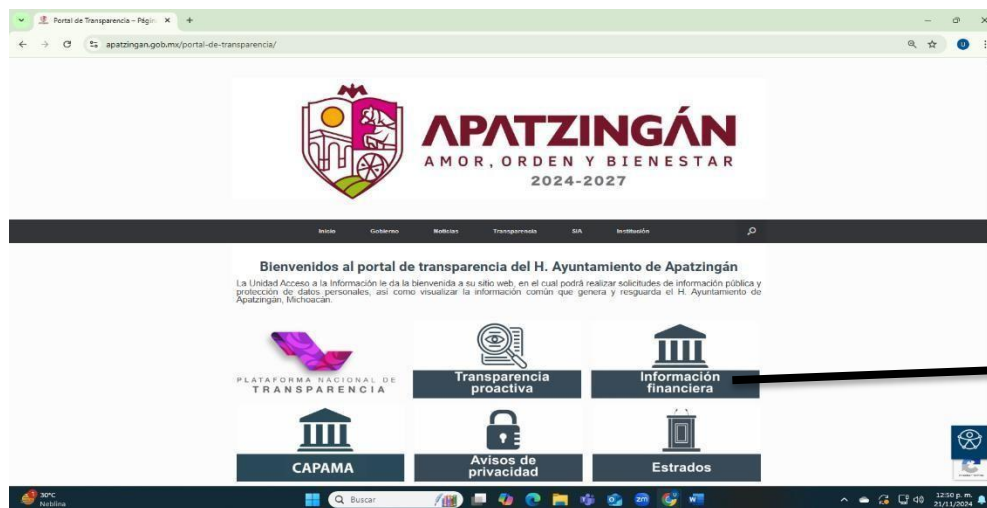 Portal de Transparencia – Págin
apatzingan.gob.mx/portal-de-transparencia/
U
APATZINGÁN
AMOR, ORDEN Y BIENESTAR
2024-2027
Inicio Gobierno Noticias Transparencia SIA Institución
Bienvenidos al portal de transparencia del H. Ayuntamiento de Apatzingán
La Unidad Acceso a la Información le da la bienvenida a su sitio web, en el cual podrá realizar solicitudes de información pública y
protección de datos personales, así como visualizar la información común que genera y resguarda el H. Ayuntamiento de
Apatzingán, Michoacán.
PLATAFORMA NACIONAL DE
TRANSPARENCIA
Transparencia
proactiva
Información
financiera
CAPAMA
Avisos de
privacidad
Estrados
30°C
Neblina
Buscar
zm
12:50 p. m.
21/11/2024